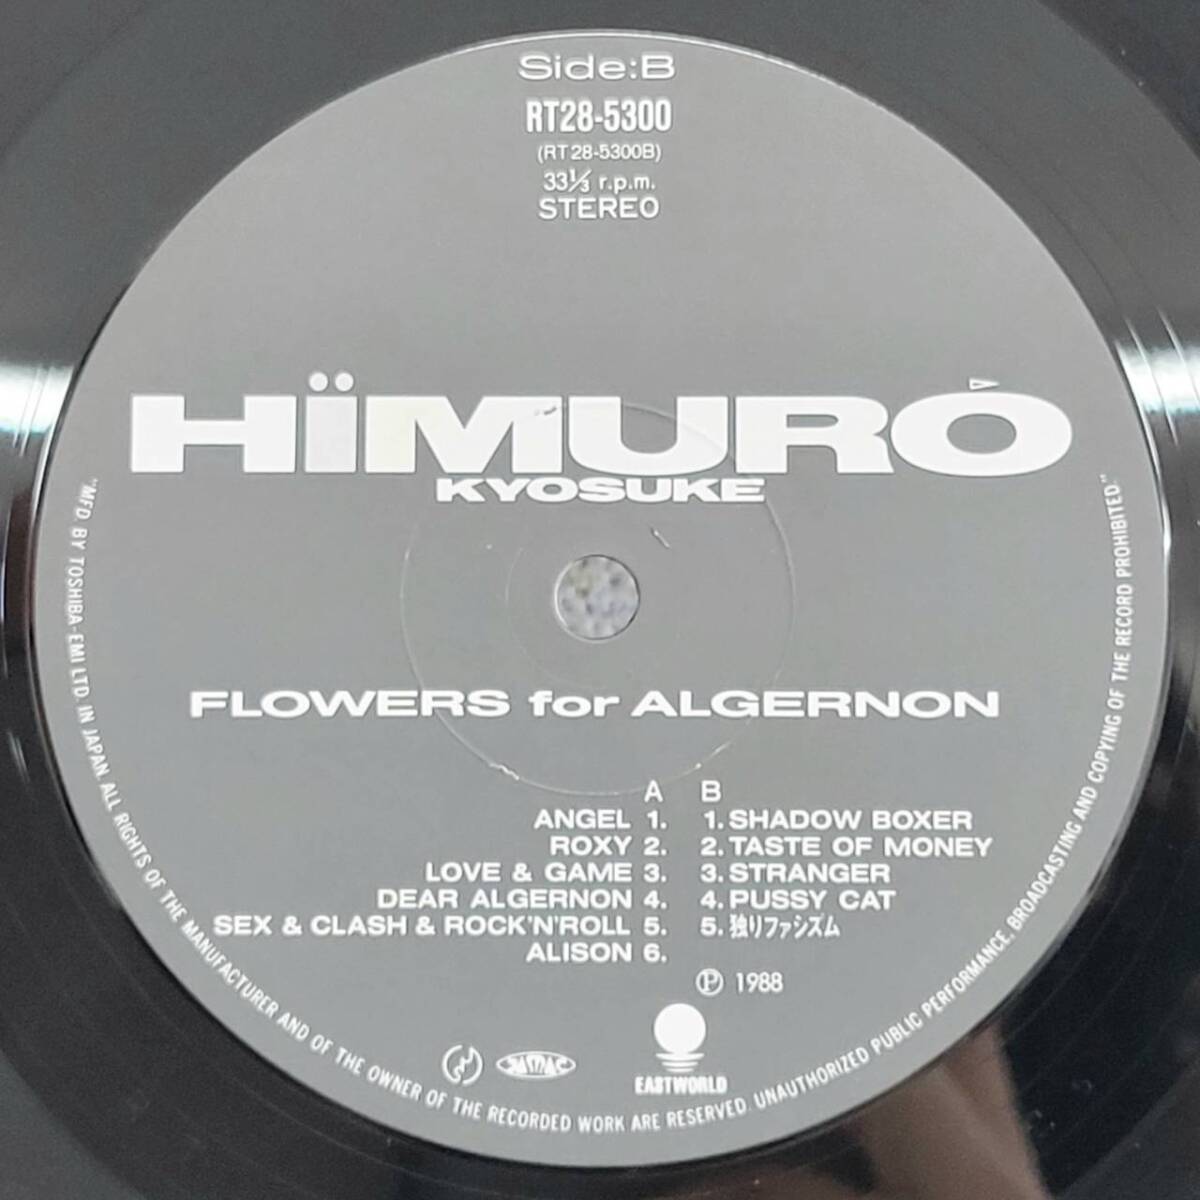 Side:B
RT28-5300
(RT28-5300B)
33⅓ r.p.m.
STEREO
HÏMURÓ
KYOSUKE
FLOWERS for ALGERNON
A B
ANGEL 1. 1. SHADOW BOXER
ROXY 2. 2. TASTE OF MONEY
LOVE & GAME 3. 3. STRANGER
DEAR ALGERNON 4. 4. PUSSY CAT
SEX & CLASH & ROCK'N'ROLL 5. 5. 独りファシズム
ALISON 6.
Ⓟ 1988
JASRAC
EASTWORLD
"MFD. BY TOSHIBA-EMI LTD. IN JAPAN ALL RIGHTS OF THE MANUFACTURER AND OF THE OWNER OF THE RECORDED WORK ARE RESERVED. UNAUTHORIZED PUBLIC PERFORMANCE, BROADCASTING AND COPYING OF THE RECORD PROHIBITED."